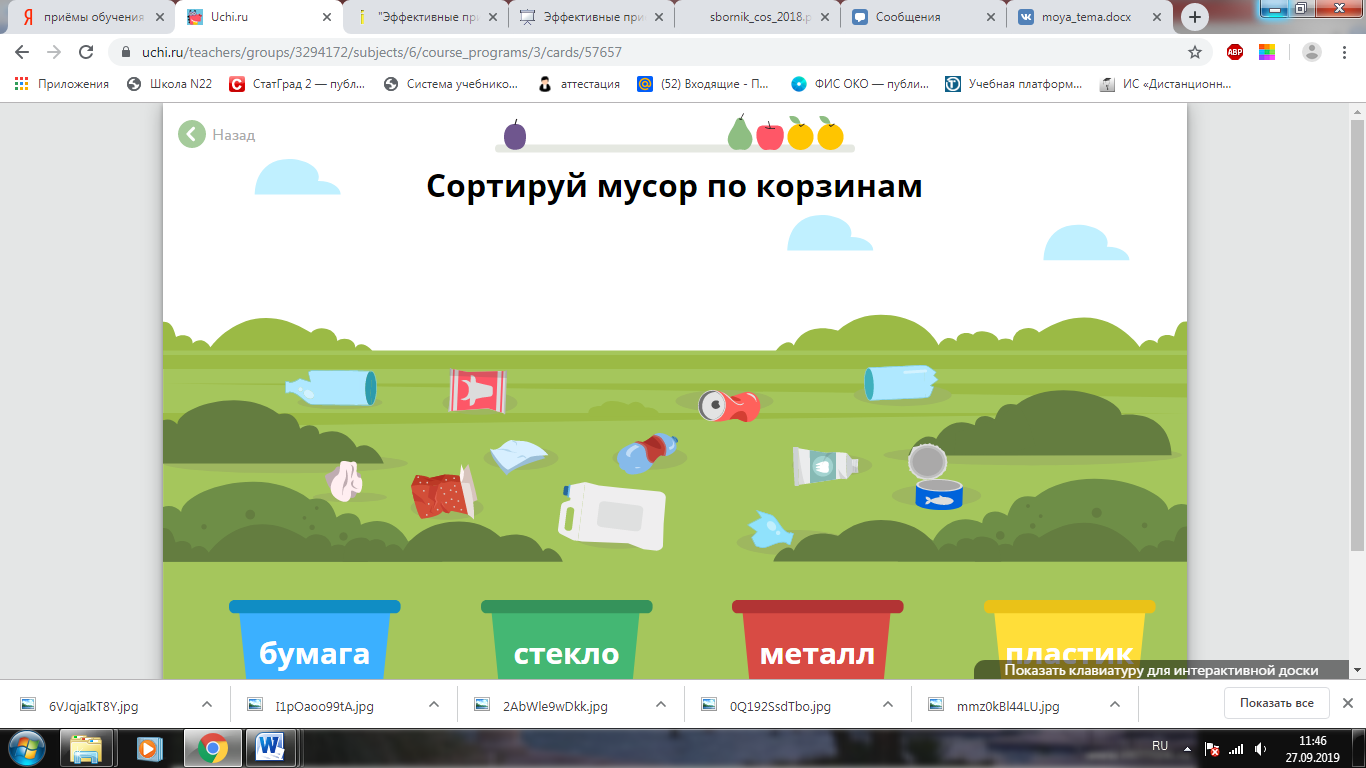 приёмы обучения
Uchi.ru
"Эффективные при
Эффективные при
sbornik_cos_2018.p
Сообщения
moya_tema.docx
uchi.ru/teachers/groups/3294172/subjects/6/course_programs/3/cards/57657
ABP
Приложения
Школа N22
СтатГрад 2 — публ...
Система учебнико...
аттестация
(52) Входящие - П...
ФИС ОКО — публи...
Учебная платформ...
ИС «Дистанционн...
Назад
Сортируй мусор по корзинам
бумага
стекло
металл
пластик
Показать клавиатуру для интерактивной доски
6VJqjaIkT8Y.jpg
I1pOaoo99tA.jpg
2AbWle9wDkk.jpg
0Q192SsdTbo.jpg
mmz0kBl44LU.jpg
Показать все
RU
11:46
27.09.2019